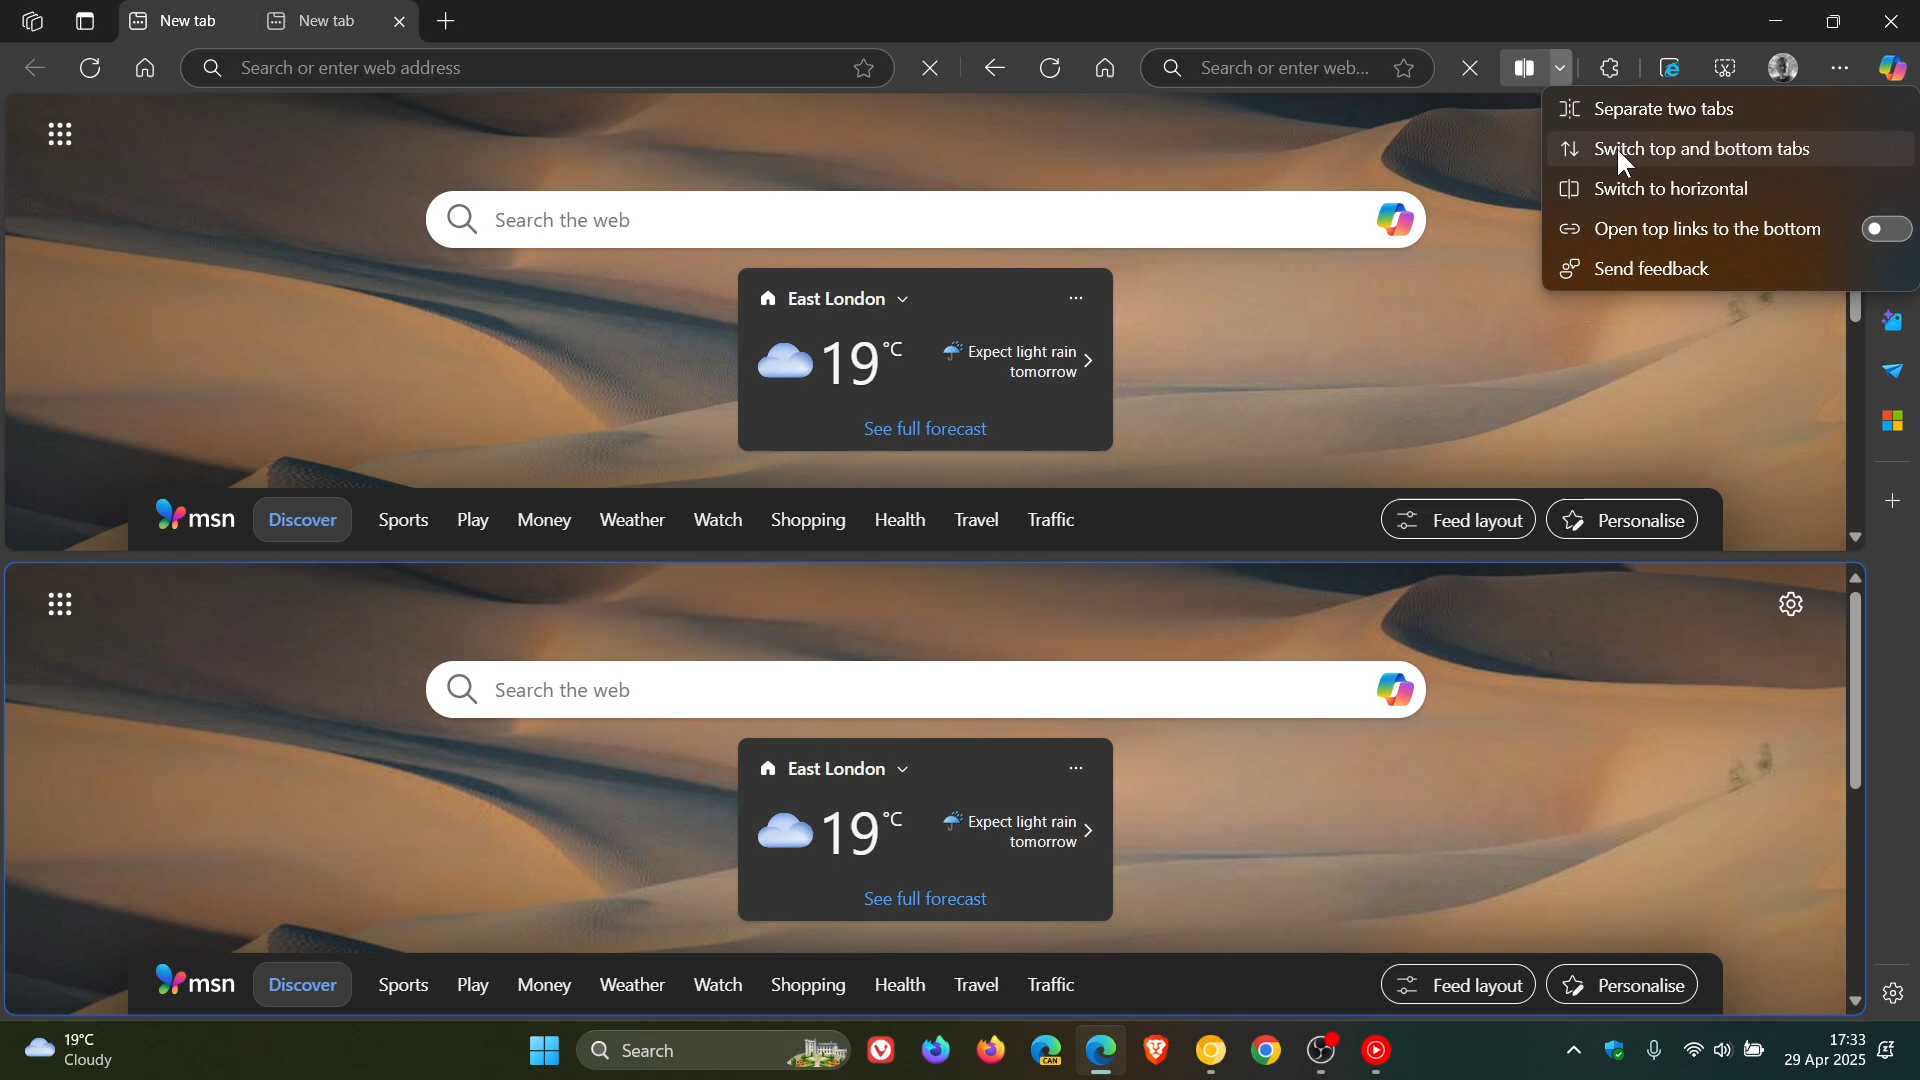 New tab
New tab
Search or enter web address
Search or enter web...
Separate two tabs
Switch top and bottom tabs
Switch to horizontal
Open top links to the bottom
Send feedback
Search the web
East London
19 °C
Expect light rain
tomorrow
See full forecast
msn Discover Sports Play Money Weather Watch Shopping Health Travel Traffic Feed layout Personalise
Search the web
East London
19 °C
Expect light rain
tomorrow
See full forecast
msn Discover Sports Play Money Weather Watch Shopping Health Travel Traffic Feed layout Personalise
19°C
Cloudy
Search
CAN
17:33
29 Apr 2025